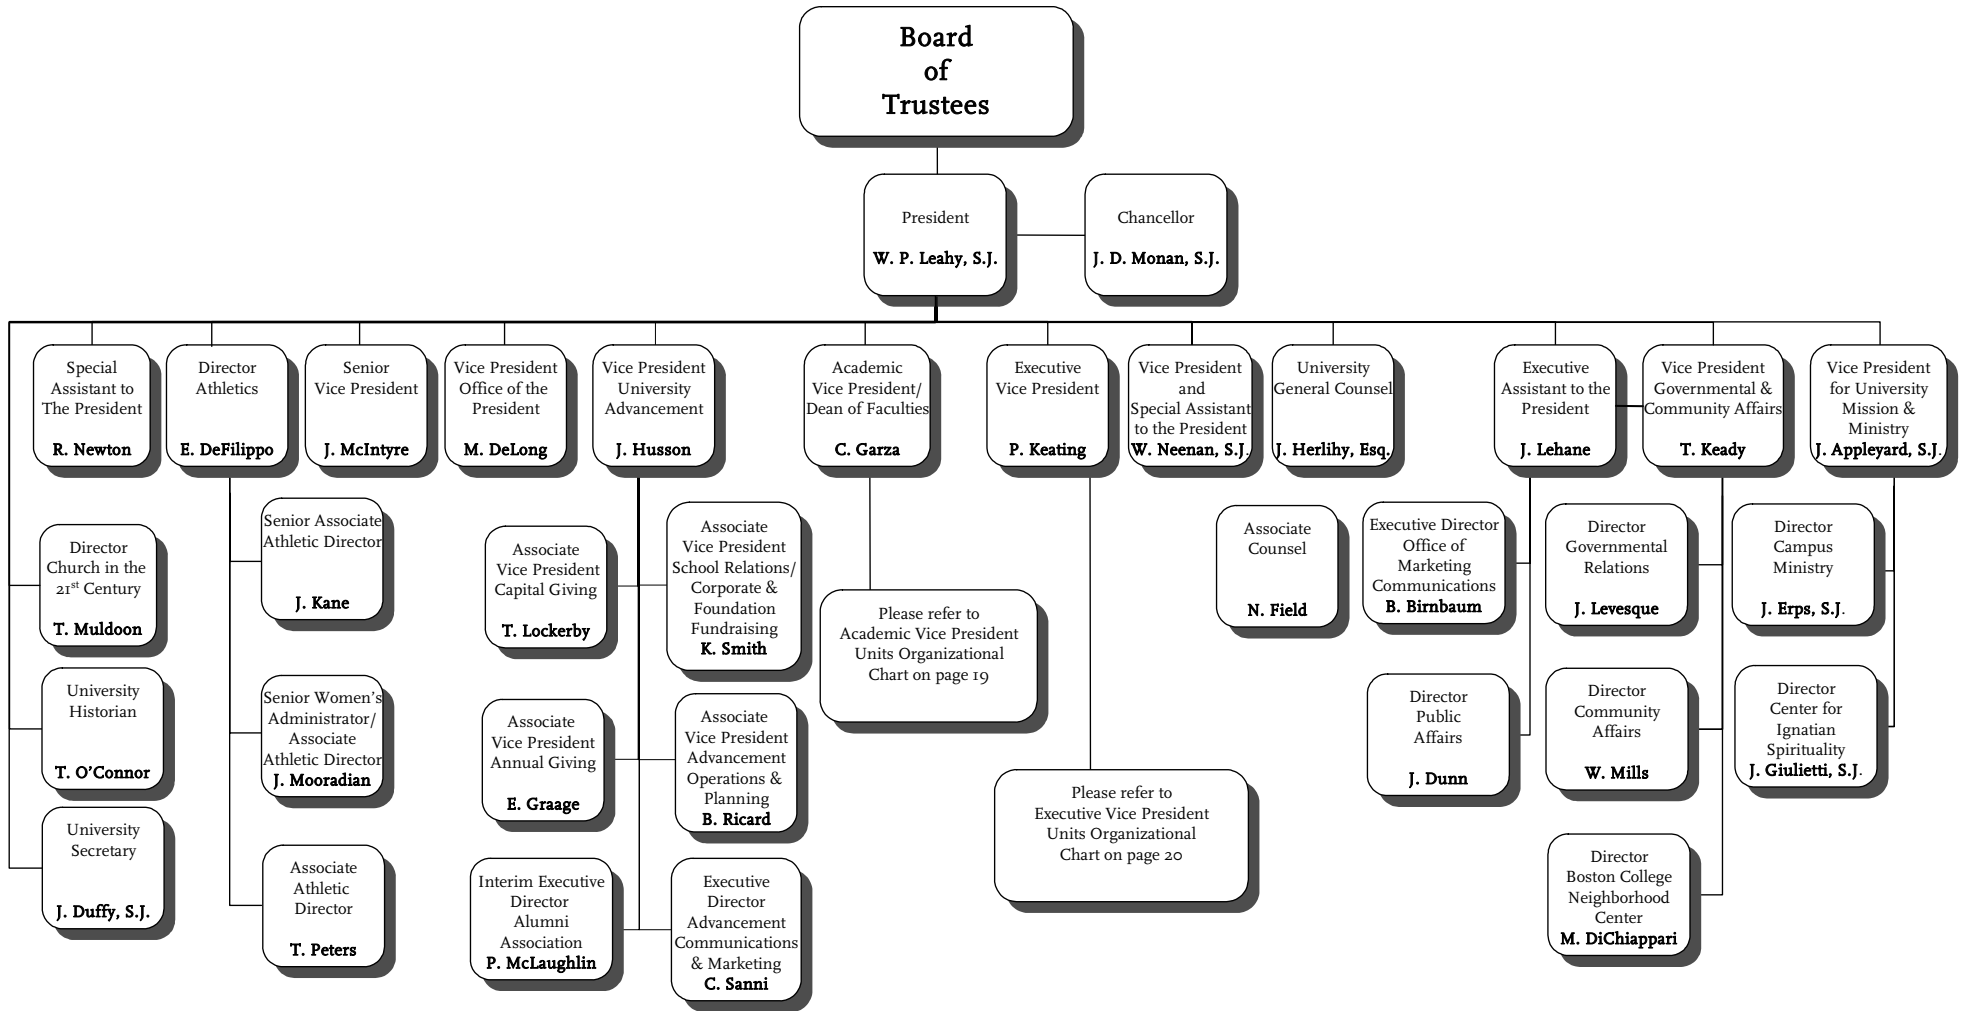 Board
of
Trustees
President
W. P. Leahy, S.J.
Chancellor
J. D. Monan, S.J.
Special
Assistant to
The President
R. Newton
Director
Athletics
E. DeFilippo
Senior
Vice President
J. McIntyre
Vice President
Office of the
President
M. DeLong
Vice President
University
Advancement
J. Husson
Academic
Vice President/
Dean of Faculties
C. Garza
Executive
Vice President
P. Keating
Vice President
and
Special Assistant
to the President
W. Neenan, S.J.
University
General Counsel
J. Herlihy, Esq.
Executive
Assistant to the
President
J. Lehane
Vice President
Governmental &
Community Affairs
T. Keady
Vice President
for University
Mission &
Ministry
J. Appleyard, S.J.
Director
Church in the
21st Century
T. Muldoon
University
Historian
T. O’Connor
University
Secretary
J. Duffy, S.J.
Senior Associate
Athletic Director
J. Kane
Senior Women’s
Administrator/
Associate
Athletic Director
J. Mooradian
Associate
Athletic
Director
T. Peters
Associate
Vice President
Capital Giving
T. Lockerby
Associate
Vice President
School Relations/
Corporate &
Foundation
Fundraising
K. Smith
Associate
Vice President
Annual Giving
E. Graage
Associate
Vice President
Advancement
Operations &
Planning
B. Ricard
Interim Executive
Director
Alumni
Association
P. McLaughlin
Executive
Director
Advancement
Communications
& Marketing
C. Sanni
Please refer to
Academic Vice President
Units Organizational
Chart on page 19
Please refer to
Executive Vice President
Units Organizational
Chart on page 20
Associate
Counsel
N. Field
Executive Director
Office of
Marketing
Communications
B. Birnbaum
Director
Public
Affairs
J. Dunn
Director
Governmental
Relations
J. Levesque
Director
Community
Affairs
W. Mills
Director
Boston College
Neighborhood
Center
M. DiChiappari
Director
Campus
Ministry
J. Erps, S.J.
Director
Center for
Ignatian
Spirituality
J. Giulietti, S.J.